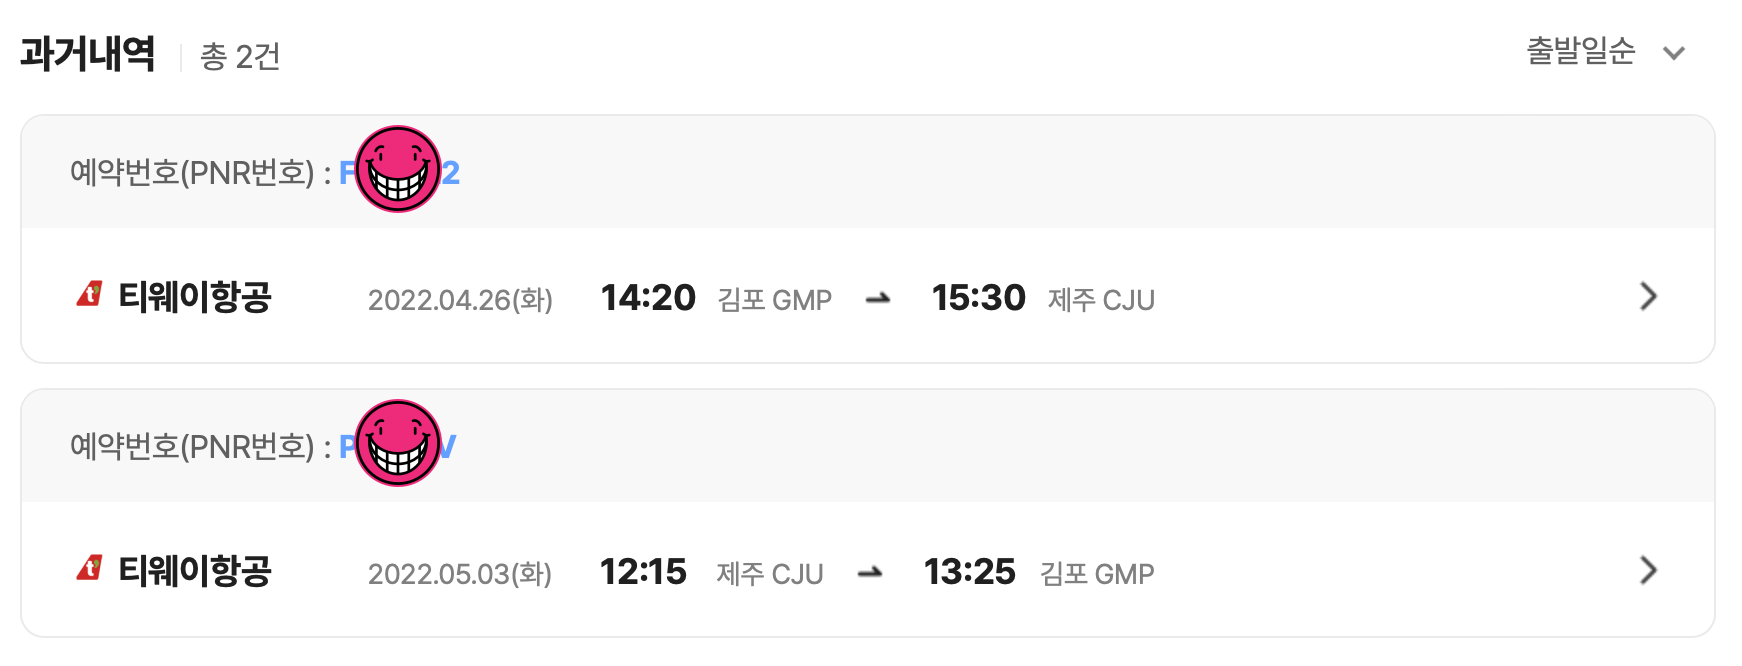 과거내역 총 2건 출발일순
예약번호(PNR번호) : F 2
티웨이항공 2022.04.26(화) 14:20 김포 GMP → 15:30 제주 CJU
예약번호(PNR번호) : P V
티웨이항공 2022.05.03(화) 12:15 제주 CJU → 13:25 김포 GMP